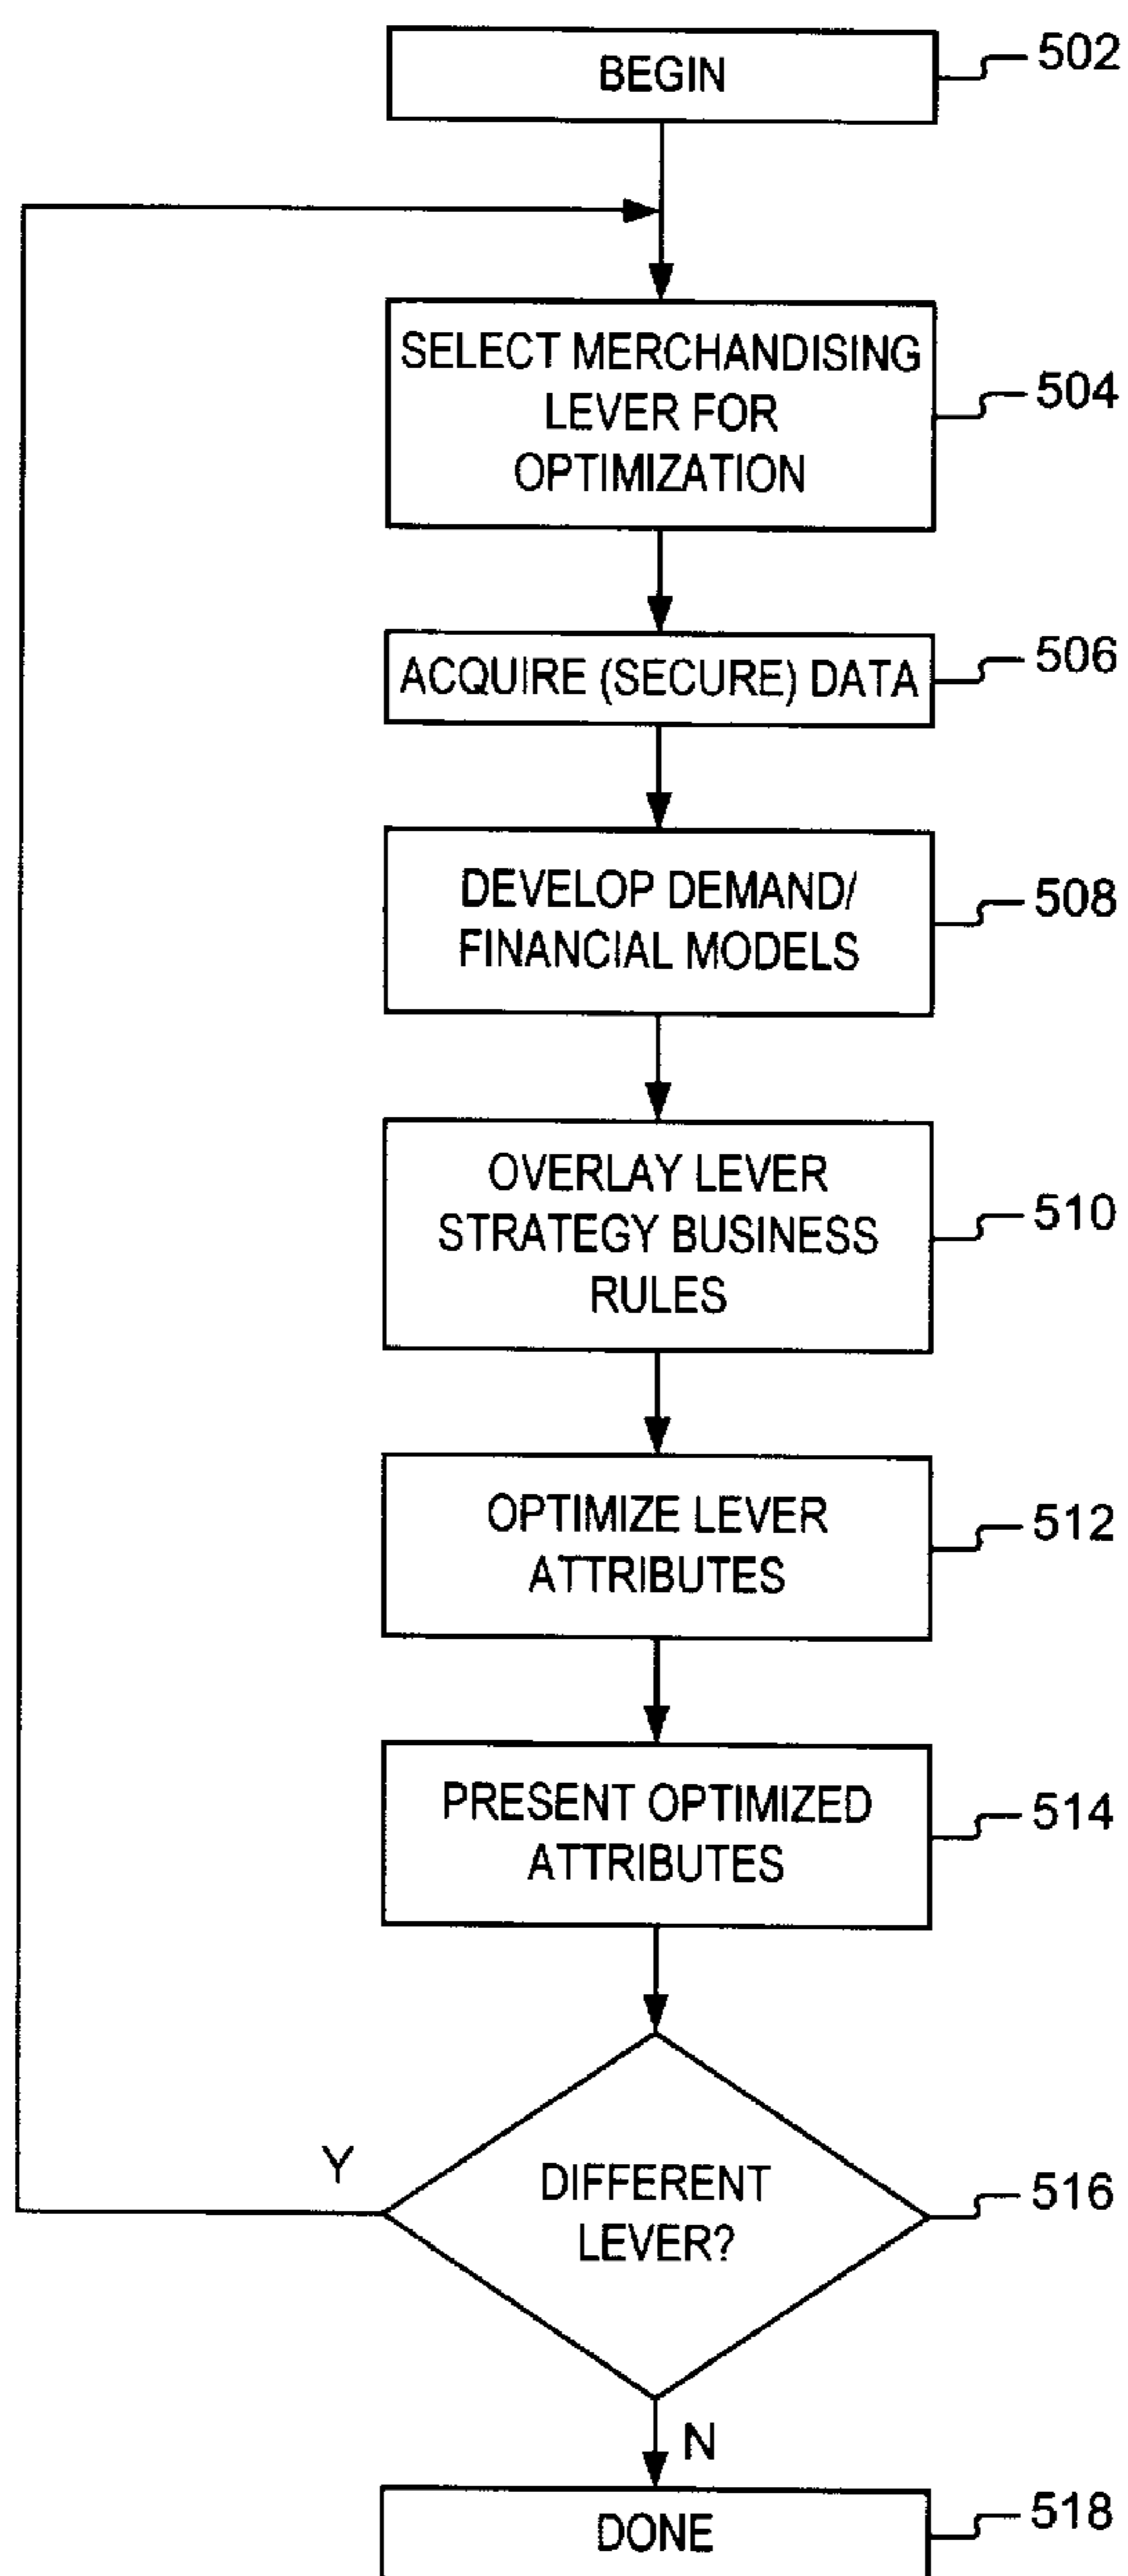 BEGIN
502
SELECT MERCHANDISING
LEVER FOR
OPTIMIZATION
504
ACQUIRE (SECURE) DATA
506
DEVELOP DEMAND/
FINANCIAL MODELS
508
OVERLAY LEVER
STRATEGY BUSINESS
RULES
510
OPTIMIZE LEVER
ATTRIBUTES
512
PRESENT OPTIMIZED
ATTRIBUTES
514
Y
DIFFERENT
LEVER?
516
N
DONE
518